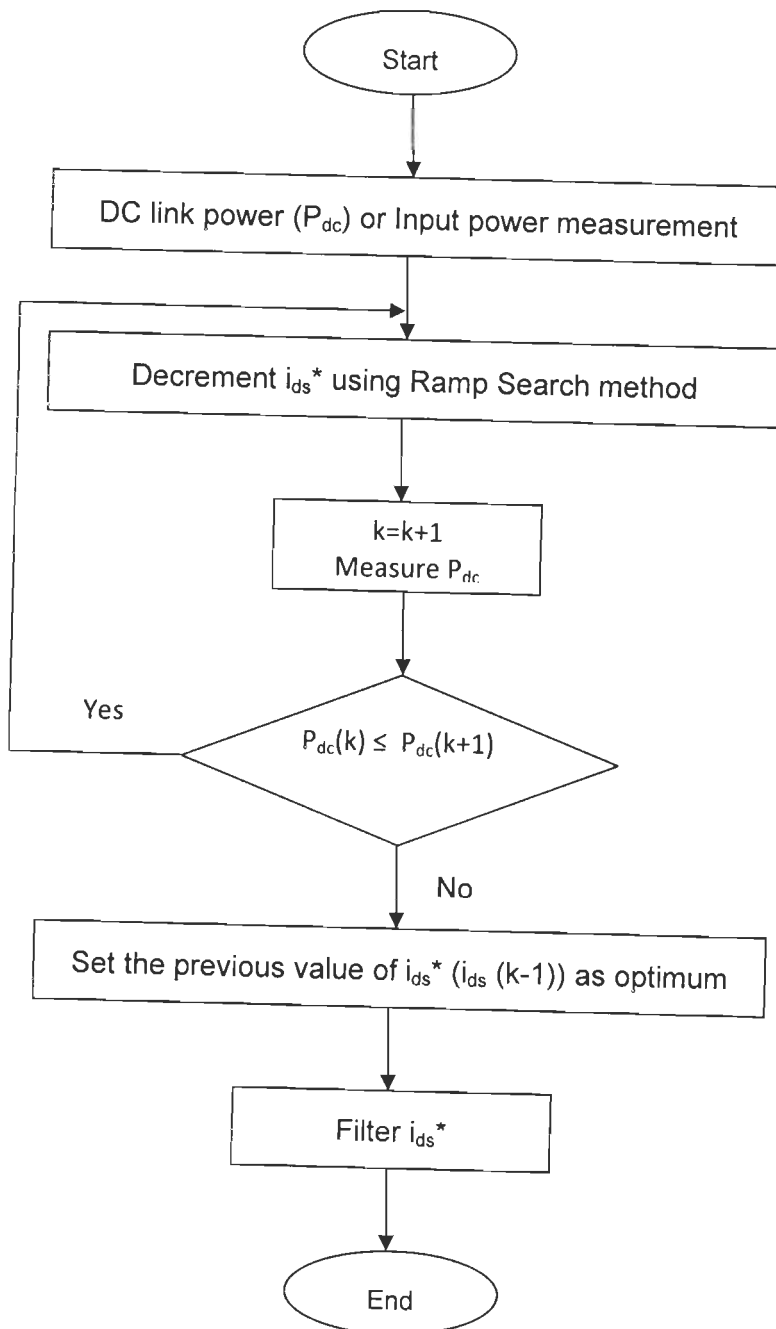 Start
DC link power (Pdc) or Input power measurement
Decrement ids* using Ramp Search method
k=k+1
Measure Pdc
Yes
Pdc(k) ≤ Pdc(k+1)
No
Set the previous value of ids* (ids (k-1)) as optimum
Filter ids*
End